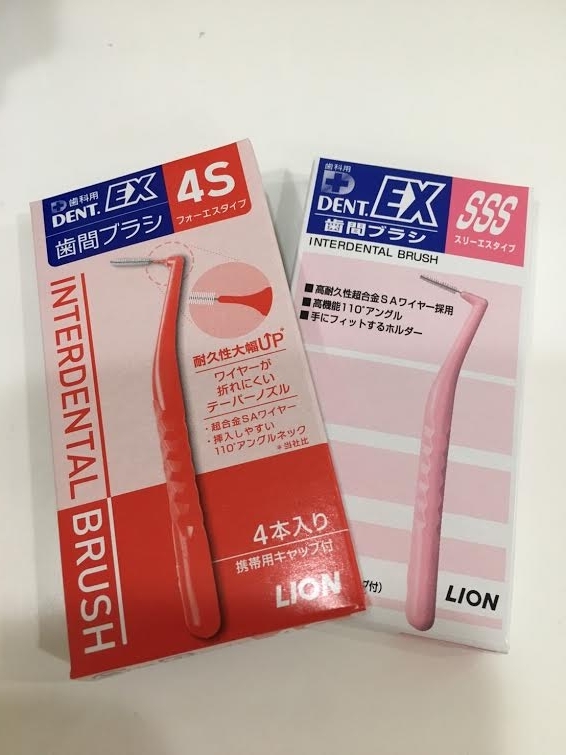 歯科用
DENT.EX
歯間ブラシ
4S
フォーエスタイプ
INTERDENTAL BRUSH
耐久性大幅UP*
ワイヤーが
折れにくい
テーパーノズル
・超合金SAワイヤー
・挿入しやすい
110°アングルネック
*当社比
4本入り
携帯用キャップ付
LION
歯科用
DENT.EX
歯間ブラシ
SSS
スリーエスタイプ
INTERDENTAL BRUSH
■高耐久性超合金SAワイヤー採用
■高機能110°アングル
■手にフィットするホルダー
プ付)
LION